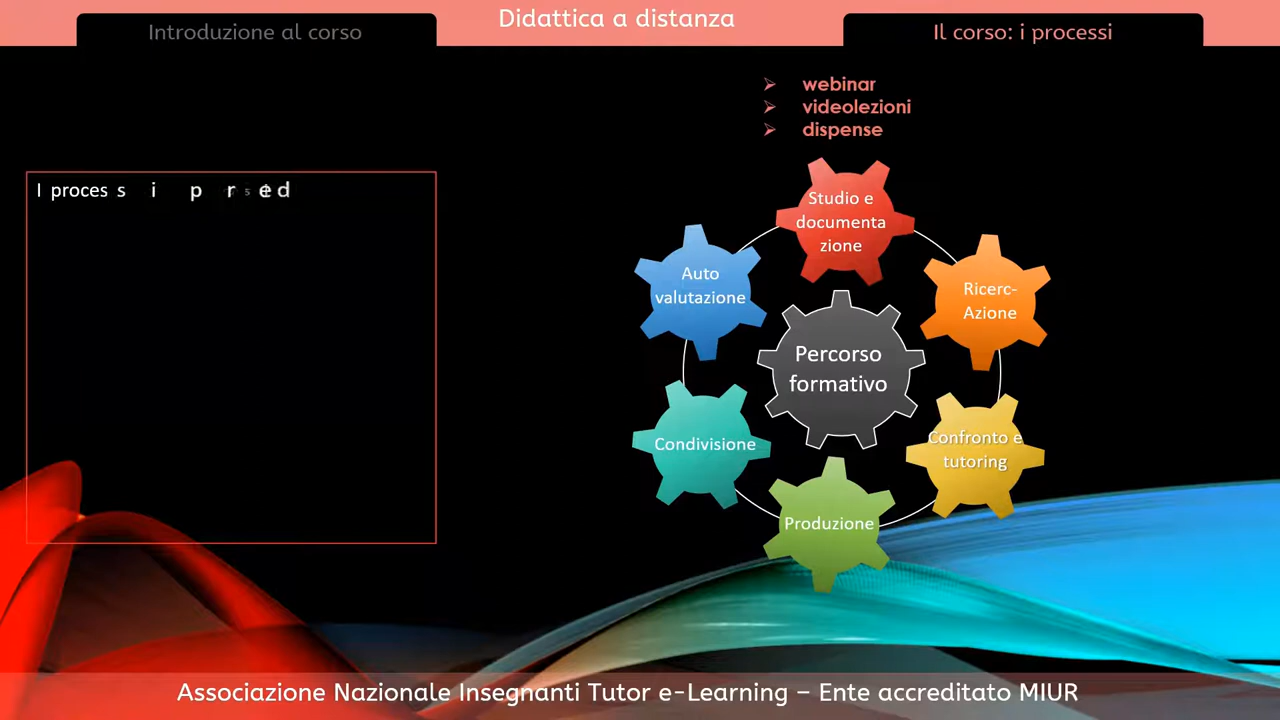 Didattica a distanza
Introduzione al corso
Il corso: i processi
webinar
videolezioni
dispense
I processi
Studio e
documenta
zione
Auto
valutazione
Ricerc-
Azione
Percorso
formativo
Condivisione
Confronto e
tutoring
Produzione
Associazione Nazionale Insegnanti Tutor e-Learning – Ente accreditato MIUR